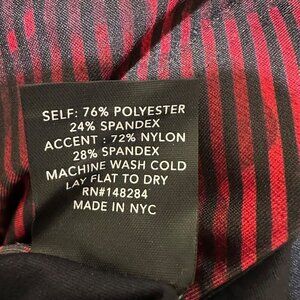 SELF: 76% POLYESTER
24% SPANDEX
ACCENT : 72% NYLON
28% SPANDEX
MACHINE WASH COLD
LAY FLAT TO DRY
RN#148284
MADE IN NYC